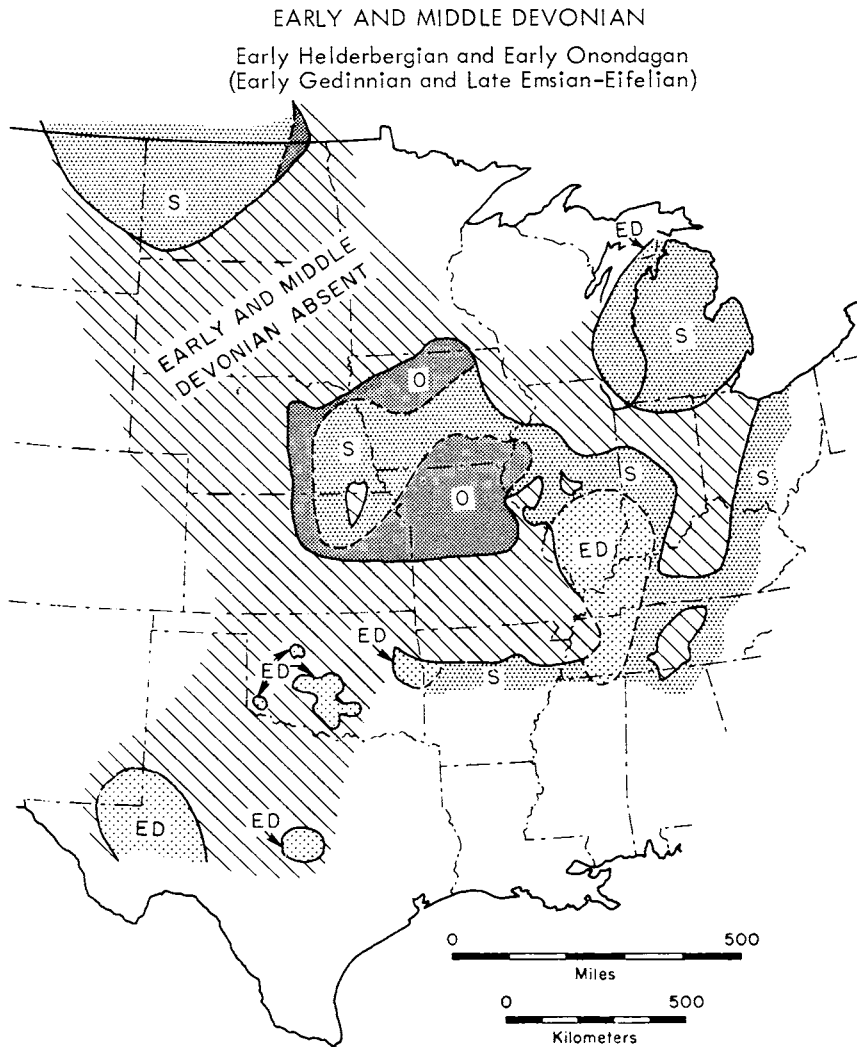 EARLY AND MIDDLE DEVONIAN
Early Helderbergian and Early Onondagan
(Early Gedinnian and Late Emsian-Eifelian)
S
ED
EARLY AND MIDDLE
DEVONIAN ABSENT
S
O
S
S
S
O
ED
ED
ED
S
ED
ED
0 500
Miles
0 500
Kilometers